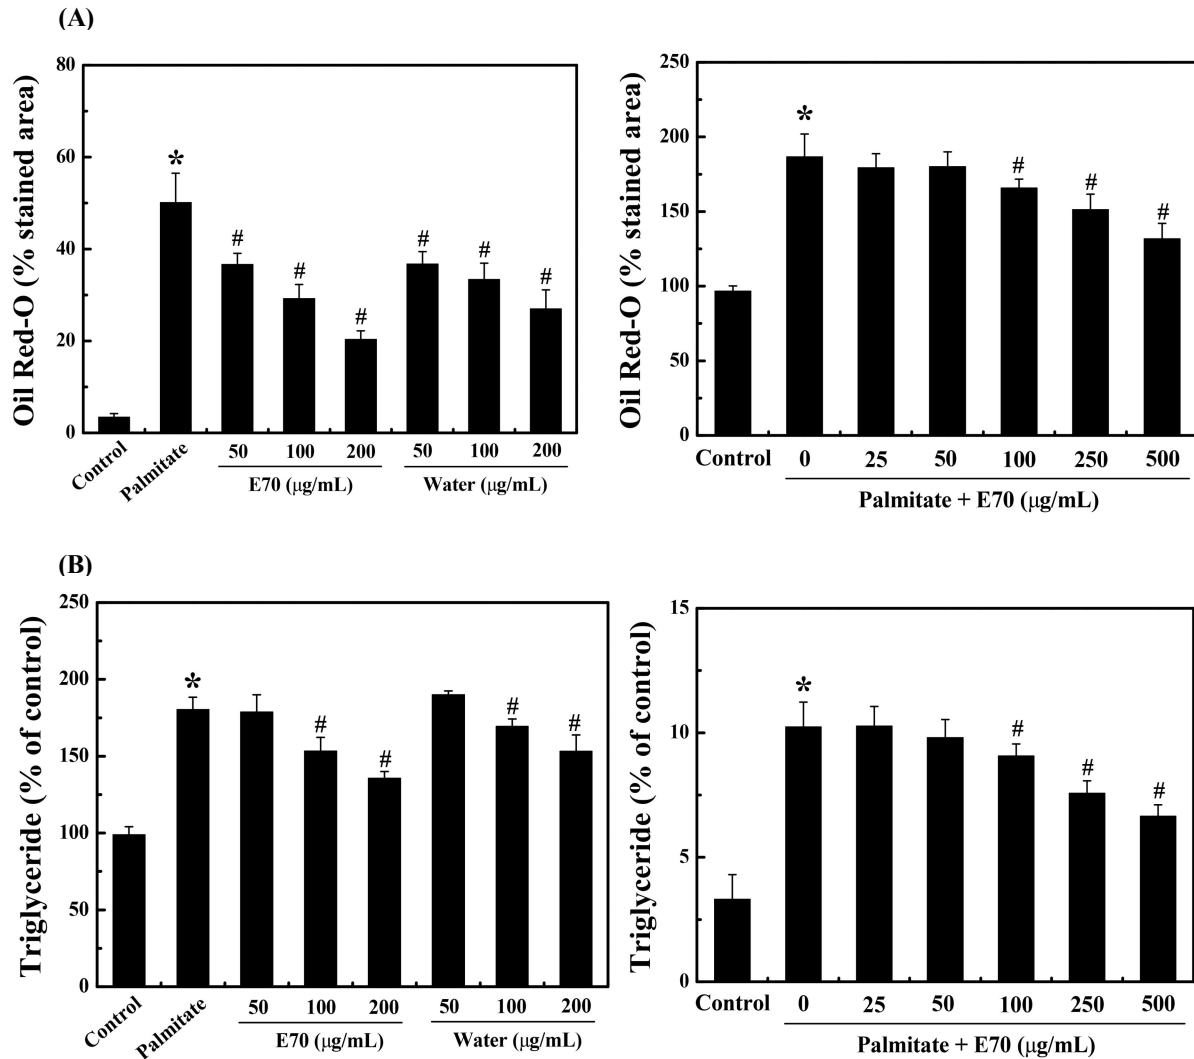 (A)
Oil Red-O (% stained area)
80
60
40
20
0
*
#
#
#
#
#
#
Control
Palmitate
50 100 200 50 100 200
E70 (μg/mL) Water (μg/mL)
Oil Red-O (% stained area)
250
200
150
100
50
0
*
#
#
#
Control 0 25 50 100 250 500
Palmitate + E70 (μg/mL)
(B)
Triglyceride (% of control)
250
200
150
100
50
0
*
#
#
#
#
Control
Palmitate
50 100 200 50 100 200
E70 (μg/mL) Water (μg/mL)
Triglyceride (% of control)
15
10
5
0
*
#
#
#
Control 0 25 50 100 250 500
Palmitate + E70 (μg/mL)